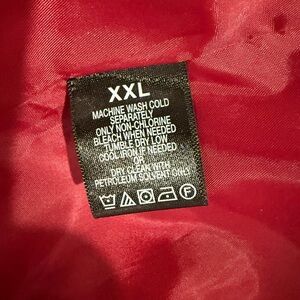 XXL
MACHINE WASH COLD
SEPARATELY
ONLY NON-CHLORINE
BLEACH WHEN NEEDED
TUMBLE DRY LOW
COOL IRON IF NEEDED
OR
DRY CLEAN WITH
PETROLEUM SOLVENT ONLY
F